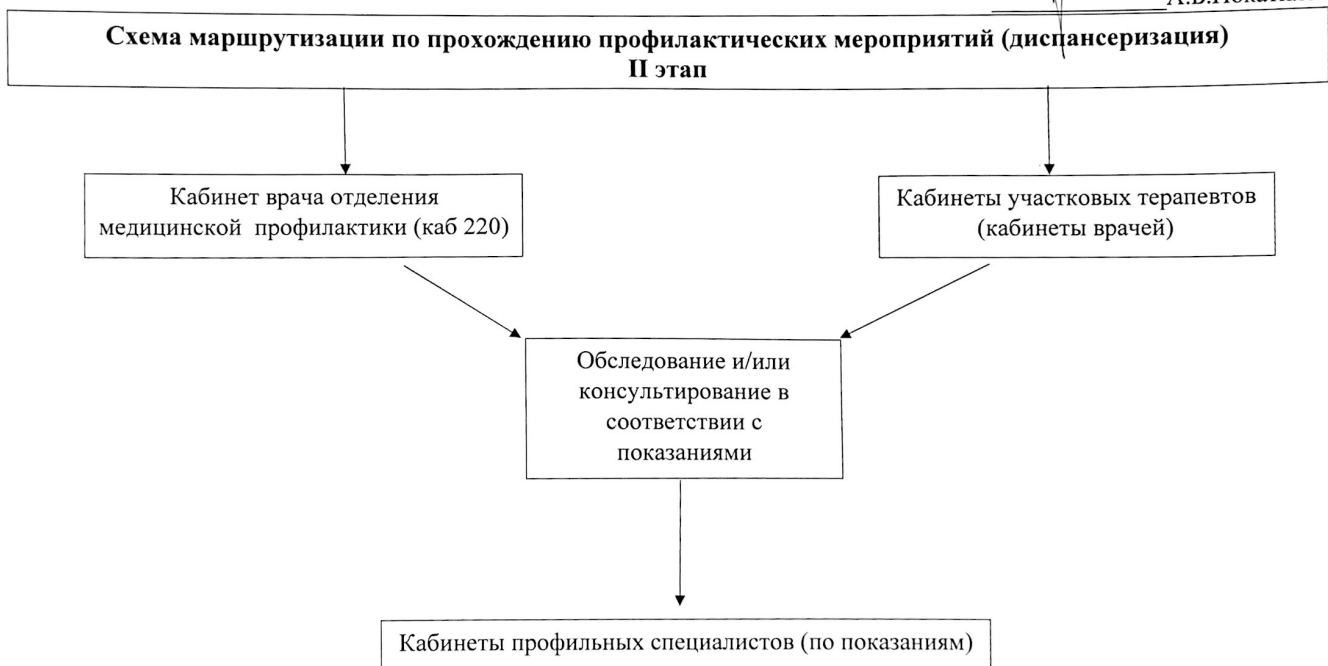 Схема маршрутизации по прохождению профилактических мероприятий (диспансеризация)
II этап
Кабинет врача отделения
медицинской профилактики (каб 220)
Кабинеты участковых терапевтов
(кабинеты врачей)
Обследование и/или
консультирование в
соответствии с
показаниями
Кабинеты профильных специалистов (по показаниям)